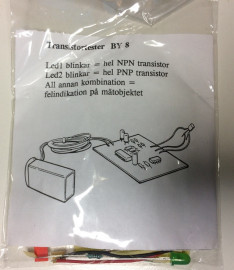 Transistortester BY 8
Led1 blinkar = hel NPN transistor
Led2 blinkar = hel PNP transistor
All annan kombination =
felindikation på mätobjektet